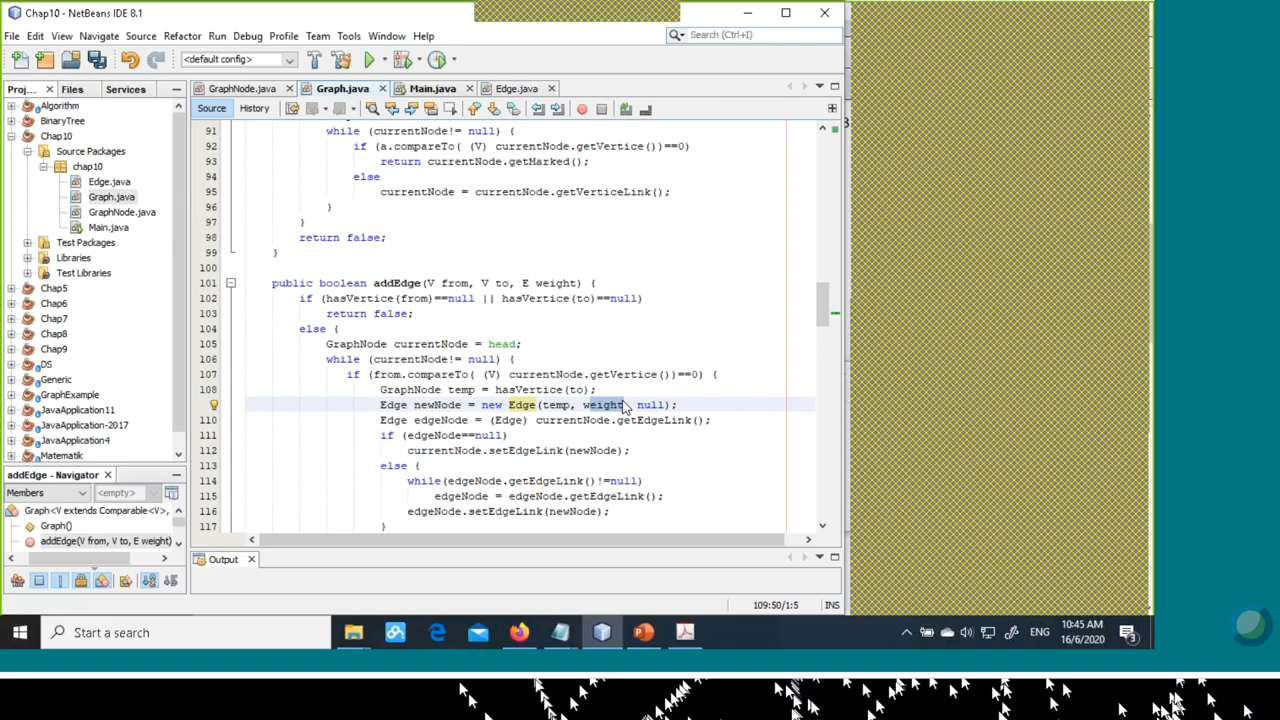 Chap10 - NetBeans IDE 8.1
File Edit View Navigate Source Refactor Run Debug Profile Team Tools Window Help
Search (Ctrl+I)
<default config>
Proj... Files Services
GraphNode.java Graph.java Main.java Edge.java
Source History
Algorithm
BinaryTree
Chap10
Source Packages
chap10
Edge.java
Graph.java
GraphNode.java
Main.java
Test Packages
Libraries
Test Libraries
Chap5
Chap6
Chap7
Chap8
Chap9
DS
Generic
GraphExample
JavaApplication11
JavaApplication-2017
JavaApplication4
Matematik
addEdge - Navigator
Members <empty>
Graph<V extends Comparable<V>,
Graph()
addEdge(V from, V to, E weight)
91 while (currentNode!= null) {
92 if (a.compareTo( (V) currentNode.getVertice())==0)
93 return currentNode.getMarked();
94 else
95 currentNode = currentNode.getVerticeLink();
96 }
97 }
98 return false;
99 }
100
101 public boolean addEdge(V from, V to, E weight) {
102 if (hasVertice(from)==null || hasVertice(to)==null)
103 return false;
104 else {
105 GraphNode currentNode = head;
106 while (currentNode!= null) {
107 if (from.compareTo( (V) currentNode.getVertice())==0) {
108 GraphNode temp = hasVertice(to);
Edge newNode = new Edge(temp, weight, null);
110 Edge edgeNode = (Edge) currentNode.getEdgeLink();
111 if (edgeNode==null)
112 currentNode.setEdgeLink(newNode);
113 else {
114 while(edgeNode.getEdgeLink()!=null)
115 edgeNode = edgeNode.getEdgeLink();
116 edgeNode.setEdgeLink(newNode);
117 }
Output
109:50/1:5 INS
Start a search
ENG
10:45 AM
16/6/2020
3